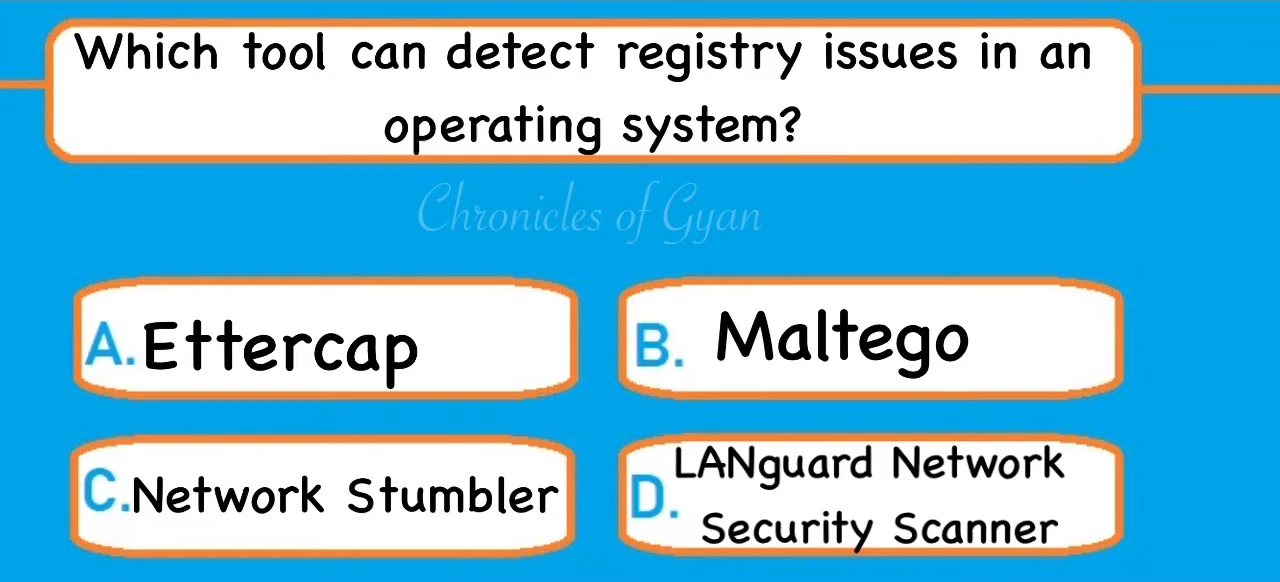 Which tool can detect registry issues in an
operating system?
Chronicles of Gyan
A. Ettercap
B. Maltego
C. Network Stumbler
D. LANguard Network
Security Scanner